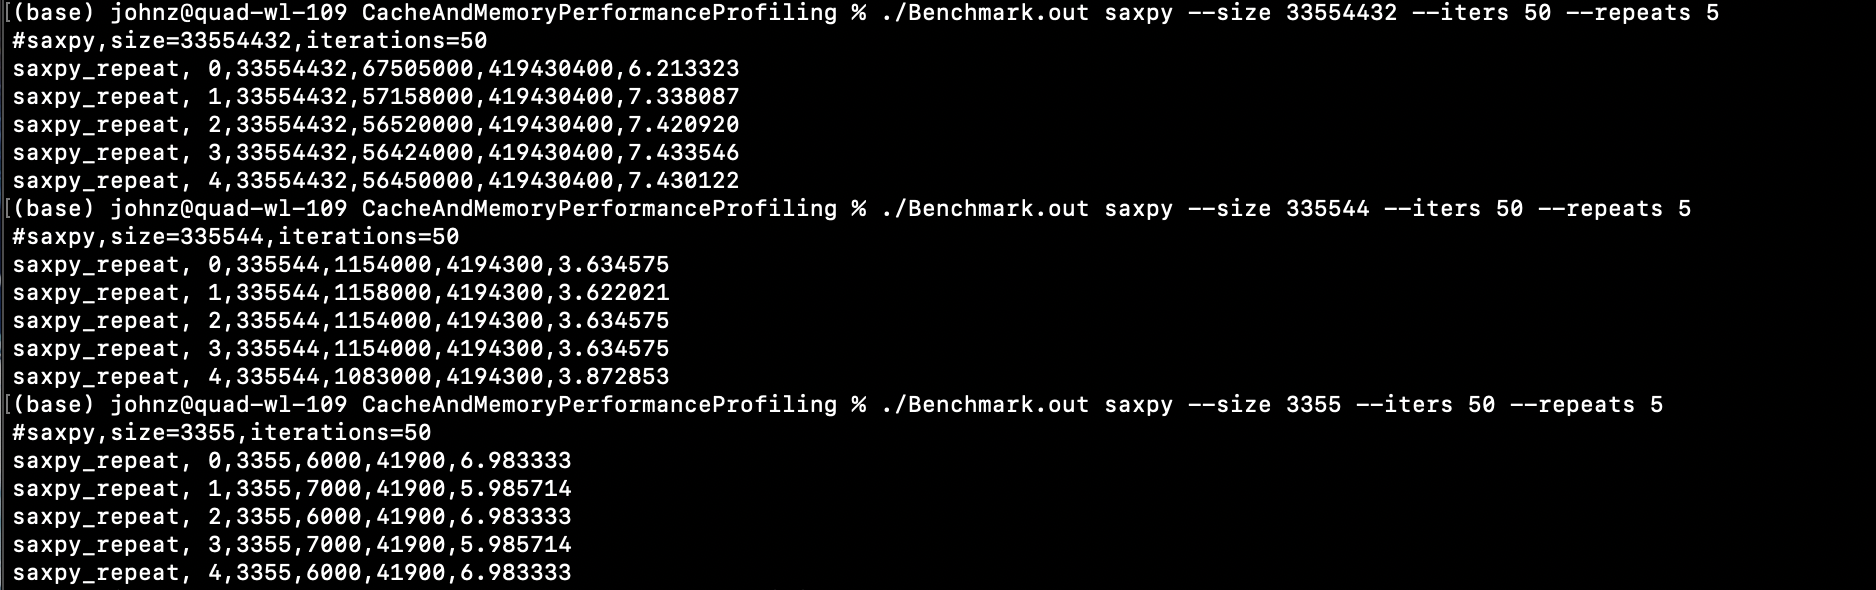 [(base) johnz@quad-wl-109 CacheAndMemoryPerformanceProfiling % ./Benchmark.out saxpy --size 33554432 --iters 50 --repeats 5
#saxpy,size=33554432,iterations=50
saxpy_repeat, 0,33554432,67505000,419430400,6.213323
saxpy_repeat, 1,33554432,57158000,419430400,7.338087
saxpy_repeat, 2,33554432,56520000,419430400,7.420920
saxpy_repeat, 3,33554432,56424000,419430400,7.433546
saxpy_repeat, 4,33554432,56450000,419430400,7.430122
[(base) johnz@quad-wl-109 CacheAndMemoryPerformanceProfiling % ./Benchmark.out saxpy --size 335544 --iters 50 --repeats 5
#saxpy,size=335544,iterations=50
saxpy_repeat, 0,335544,1154000,4194300,3.634575
saxpy_repeat, 1,335544,1158000,4194300,3.622021
saxpy_repeat, 2,335544,1154000,4194300,3.634575
saxpy_repeat, 3,335544,1154000,4194300,3.634575
saxpy_repeat, 4,335544,1083000,4194300,3.872853
[(base) johnz@quad-wl-109 CacheAndMemoryPerformanceProfiling % ./Benchmark.out saxpy --size 3355 --iters 50 --repeats 5
#saxpy,size=3355,iterations=50
saxpy_repeat, 0,3355,6000,41900,6.983333
saxpy_repeat, 1,3355,7000,41900,5.985714
saxpy_repeat, 2,3355,6000,41900,6.983333
saxpy_repeat, 3,3355,7000,41900,5.985714
saxpy_repeat, 4,3355,6000,41900,6.983333